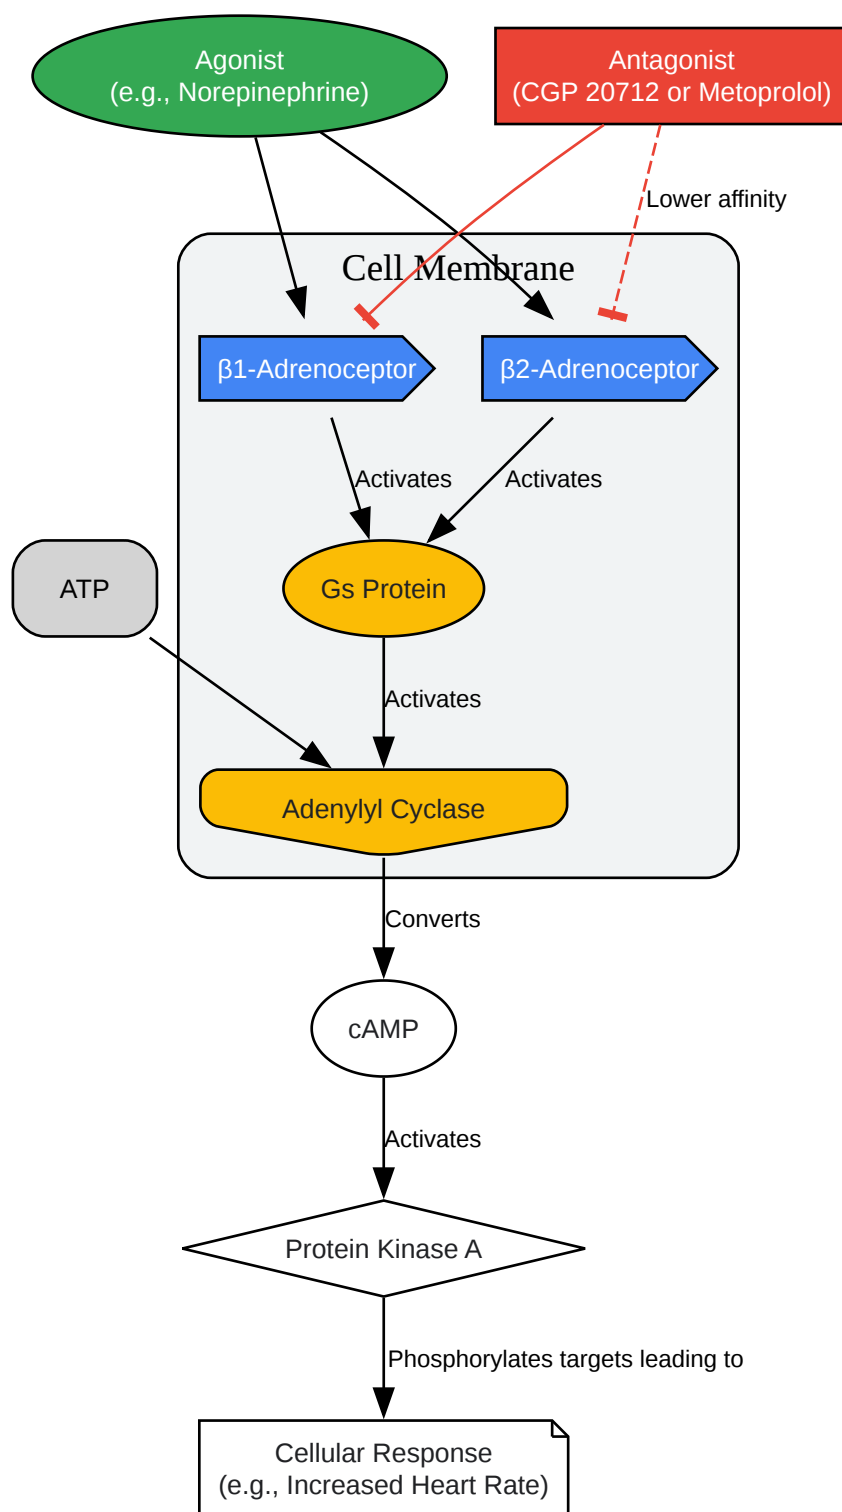 Agonist
(e.g., Norepinephrine)
Antagonist
(CGP 20712 or Metoprolol)
Lower affinity
Cell Membrane
β1-Adrenoceptor
β2-Adrenoceptor
Activates
Activates
ATP
Gs Protein
Activates
Adenylyl Cyclase
Converts
cAMP
Activates
Protein Kinase A
Phosphorylates targets leading to
Cellular Response
(e.g., Increased Heart Rate)